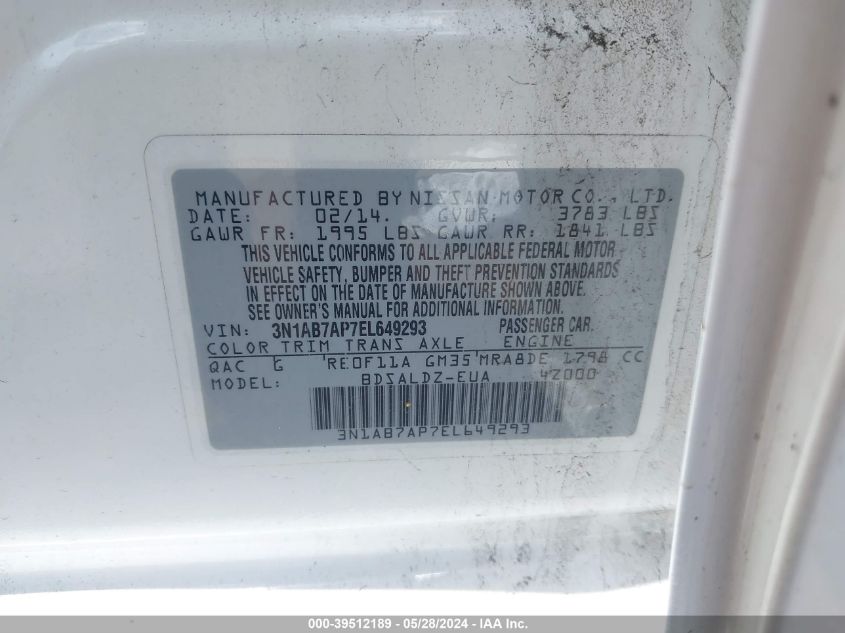 MANUFACTURED BY NISSAN MOTOR CO., LTD.
DATE: 02/14. GVWR: 3783 LBS
GAWR FR: 1995 LBS GAWR RR: 1841 LBS
THIS VEHICLE CONFORMS TO ALL APPLICABLE FEDERAL MOTOR
VEHICLE SAFETY, BUMPER AND THEFT PREVENTION STANDARDS
IN EFFECT ON THE DATE OF MANUFACTURE SHOWN ABOVE.
SEE OWNER'S MANUAL FOR ADDITIONAL INFORMATION.
VIN: 3N1AB7AP7EL649293 PASSENGER CAR.
COLOR TRIM TRANS AXLE ENGINE
QAC G RE0F11A GM35 MRA8DE 1798 CC
MODEL: BDSALDZ-EUA 4Z000
3N1AB7AP7EL649293
000-39512189 - 05/28/2024 - IAA Inc.